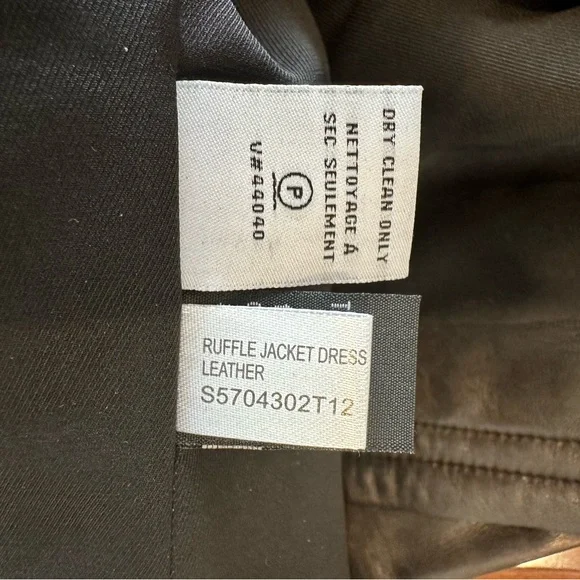 DRY CLEAN ONLY
NETTOYAGE À
SEC SEULEMENT
P
V#44040
RUFFLE JACKET DRESS
LEATHER
S5704302T12